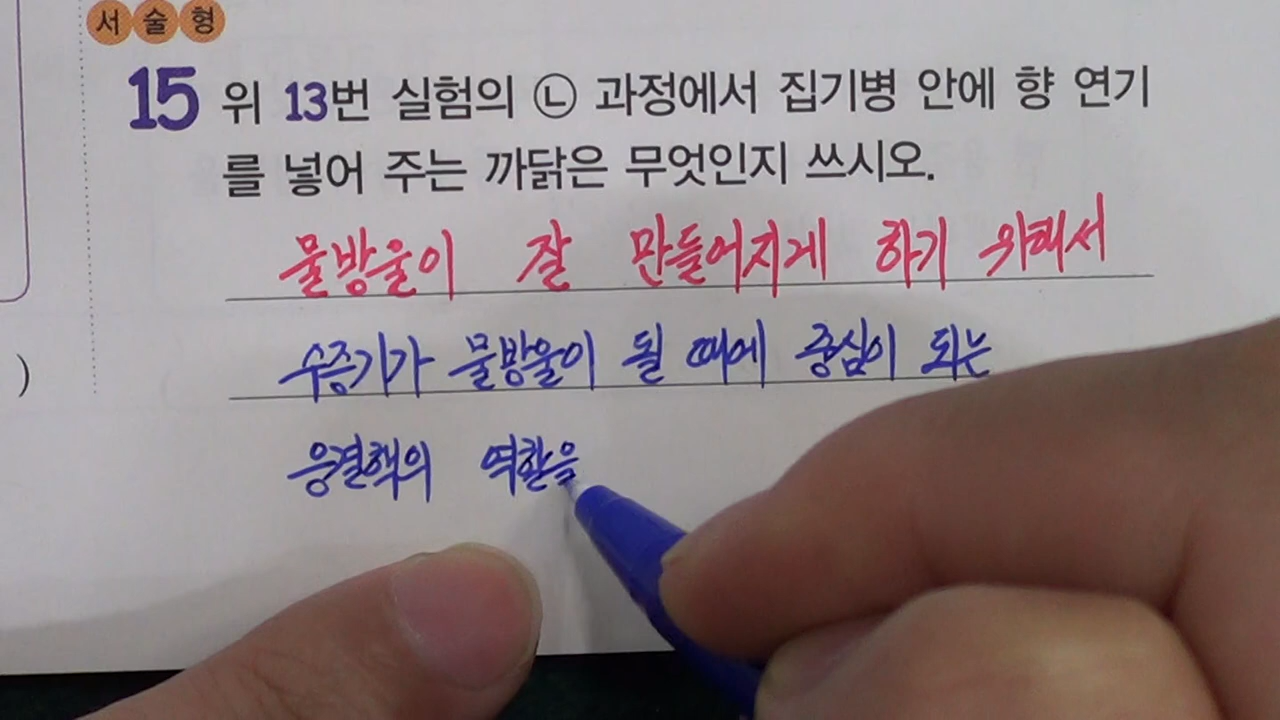 서술형
15 위 13번 실험의 ㉡ 과정에서 집기병 안에 향 연기
를 넣어 주는 까닭은 무엇인지 쓰시오.
물방울이 잘 만들어지게 하기 위해서
수증기가 물방울이 될 때에 중심이 되는
응결핵의 역할을
)